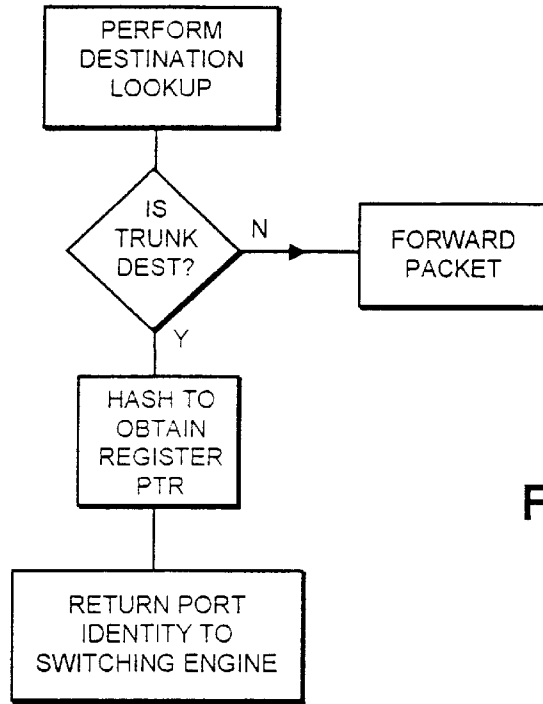 PERFORM
DESTINATION
LOOKUP
IS
TRUNK
DEST?
N
FORWARD
PACKET
Y
HASH TO
OBTAIN
REGISTER
PTR
F
RETURN PORT
IDENTITY TO
SWITCHING ENGINE